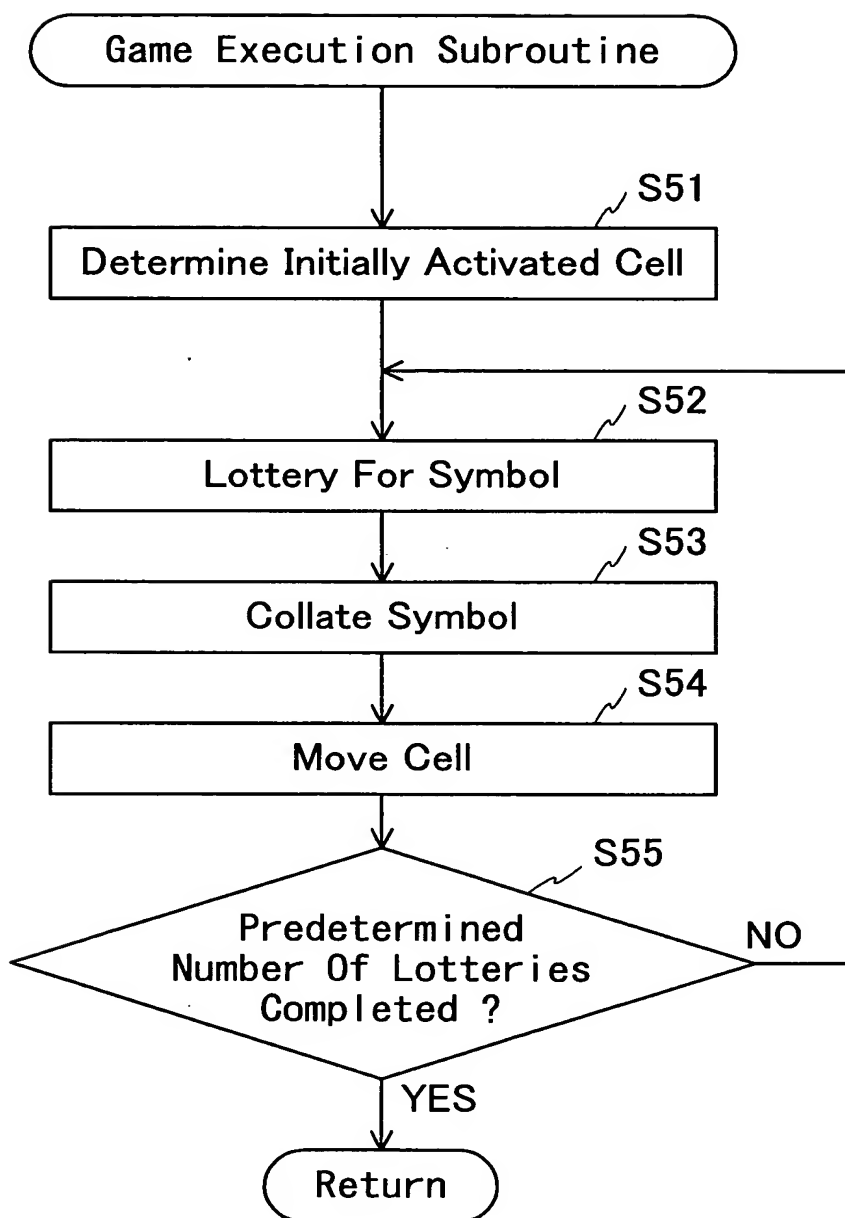 Game Execution Subroutine
S51
Determine Initially Activated Cell
S52
Lottery For Symbol
S53
Collate Symbol
S54
Move Cell
S55
Predetermined
Number Of Lotteries
Completed ?
NO
YES
Return